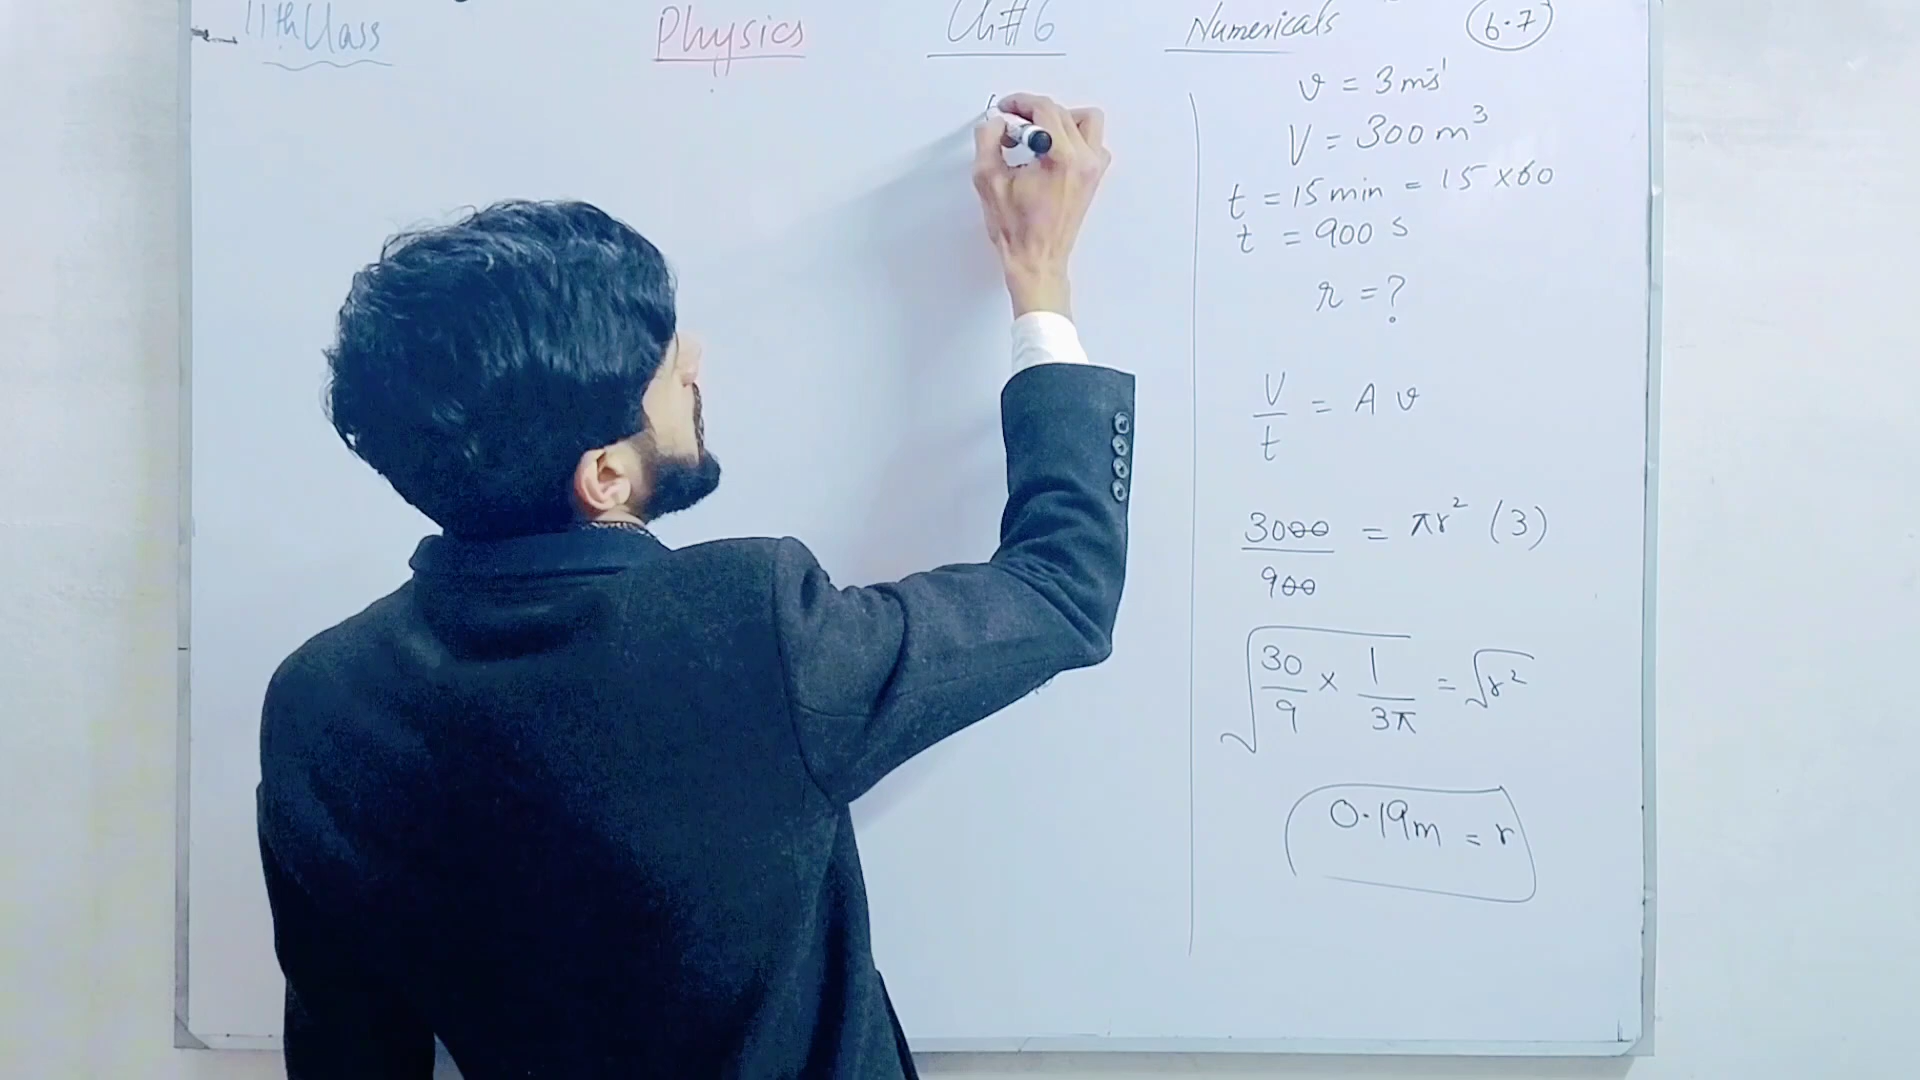 11th Class Physics Ch#6 Numericals 6.7
v = 3 ms⁻¹
V = 300 m³
t = 15 min = 15 x 60
t = 900 s
r = ?
V/t = A v
3000/900 = πr² (3)
√(30/9 x 1/3π) = √r²
0.19m = r